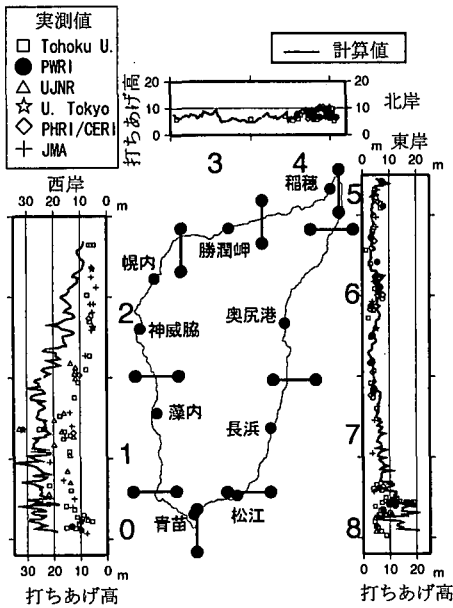 実測値
□ Tohoku U.
● PWRI
△ UJNR
☆ U. Tokyo
◇ PHRI/CERI
+ JMA
計算値
打ちあげ高
20
10
0
20
10
0
m
北岸
3
4
稲穂
東岸
0 10 20
m
5
西岸
30 20 10 0
m
勝澗岬
幌内
6
2
奥尻港
神威脇
藻内
長浜
7
1
0
青苗
松江
8
30 20 10 0
m
打ちあげ高
0 10 20
m
打ちあげ高